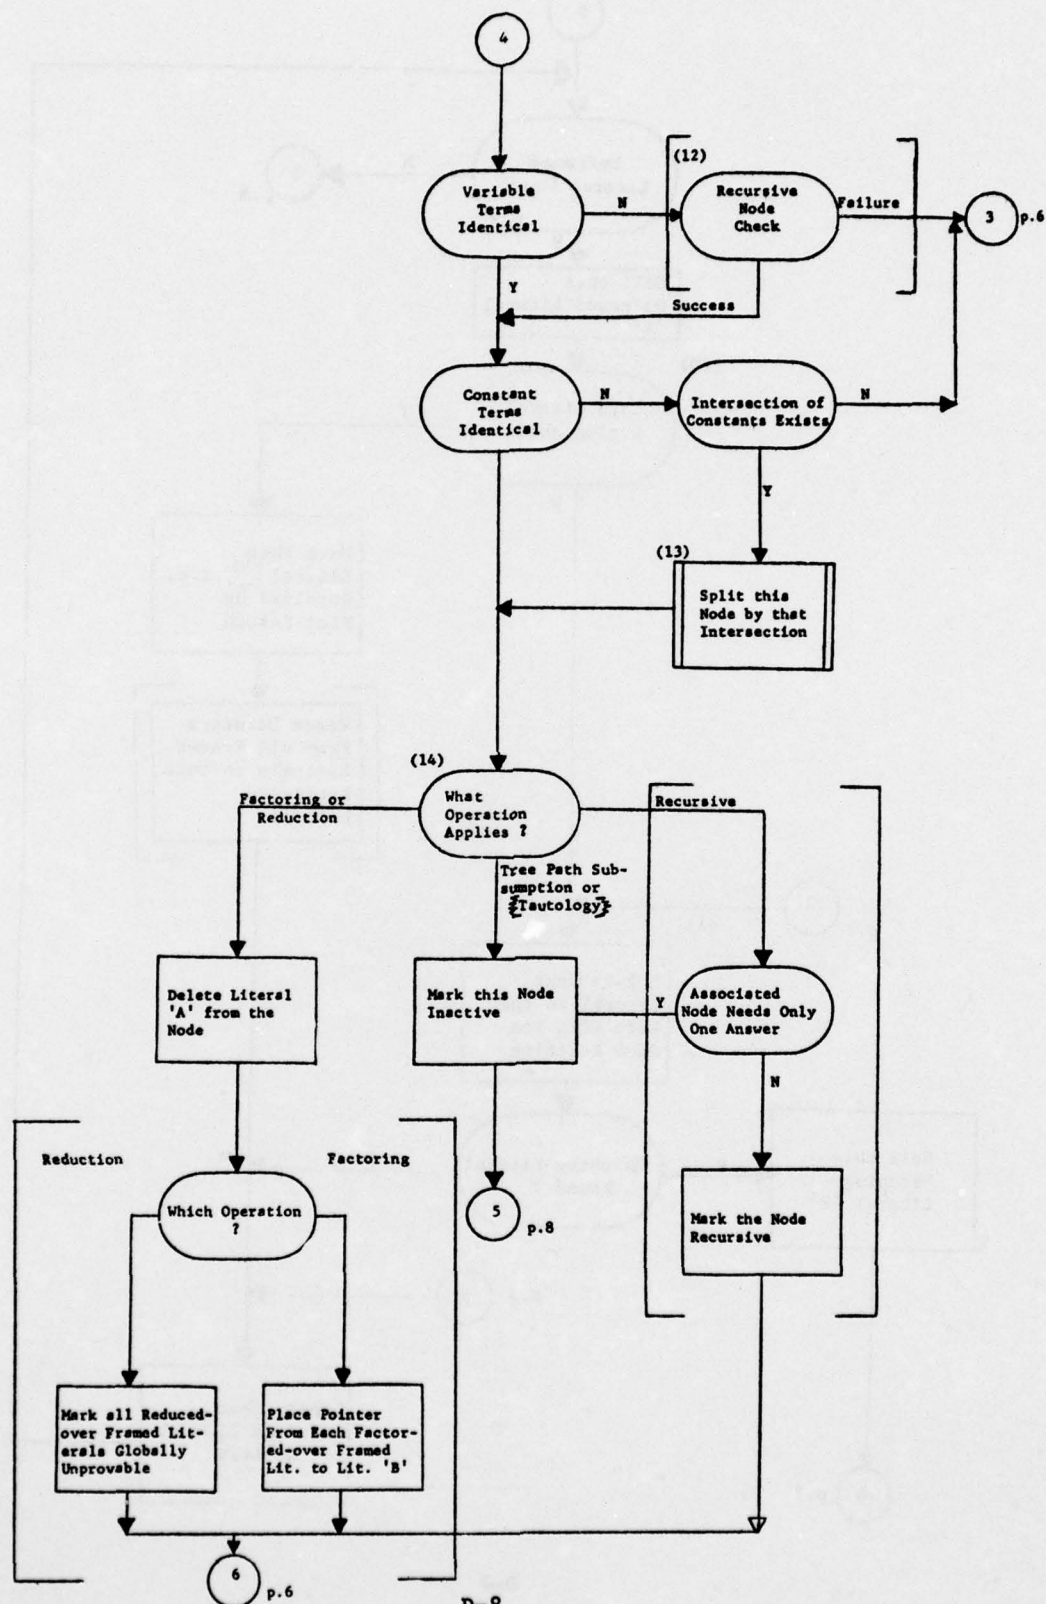 4
Variable
Terms
Identical
N
(12)
Recursive
Node
Check
Failure
3
p.6
Y
Success
Constant
Terms
Identical
N
Intersection of
Constants Exists
N
Y
(13)
Split this
Node by that
Intersection
(14)
What
Operation
Applies ?
Factoring or
Reduction
Recursive
Tree Path Sub-
sumption or
{Tautology}
Delete Literal
'A' from the
Node
Mark this Node
Inactive
Y
Associated
Node Needs Only
One Answer
N
Reduction
Factoring
Which Operation
?
5
p.8
Mark the Node
Recursive
Mark all Reduced-
over Framed Lit-
erals Globally
Unprovable
Place Pointer
From Each Factor-
ed-over Framed
Lit. to Lit. 'B'
6
p.6